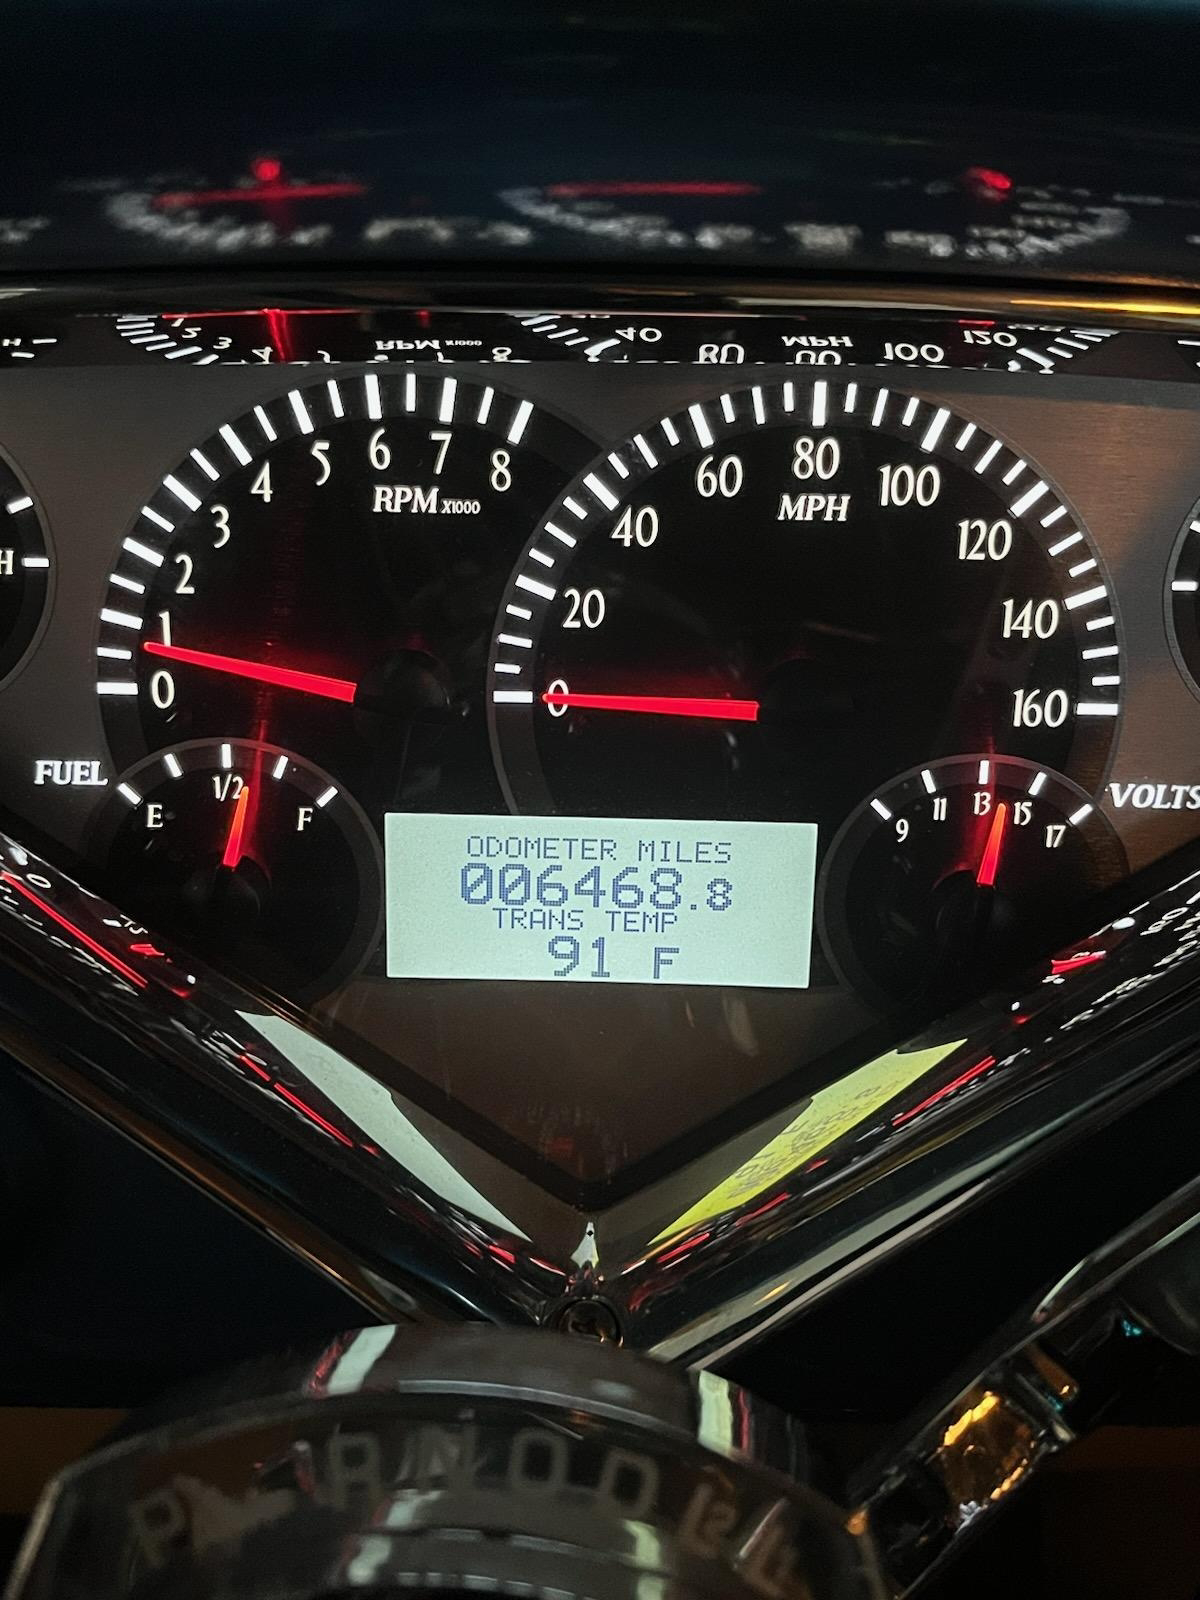 5 6 7 8
4
3
2
1
0
RPM X1000
60 80 100
MPH
40 120
20 140
0 160
H
FUEL
E 1/2 F
VOLTS
9 11 13 15 17
ODOMETER MILES
006468.8
TRANS TEMP
91 F
P R N O D 2 L